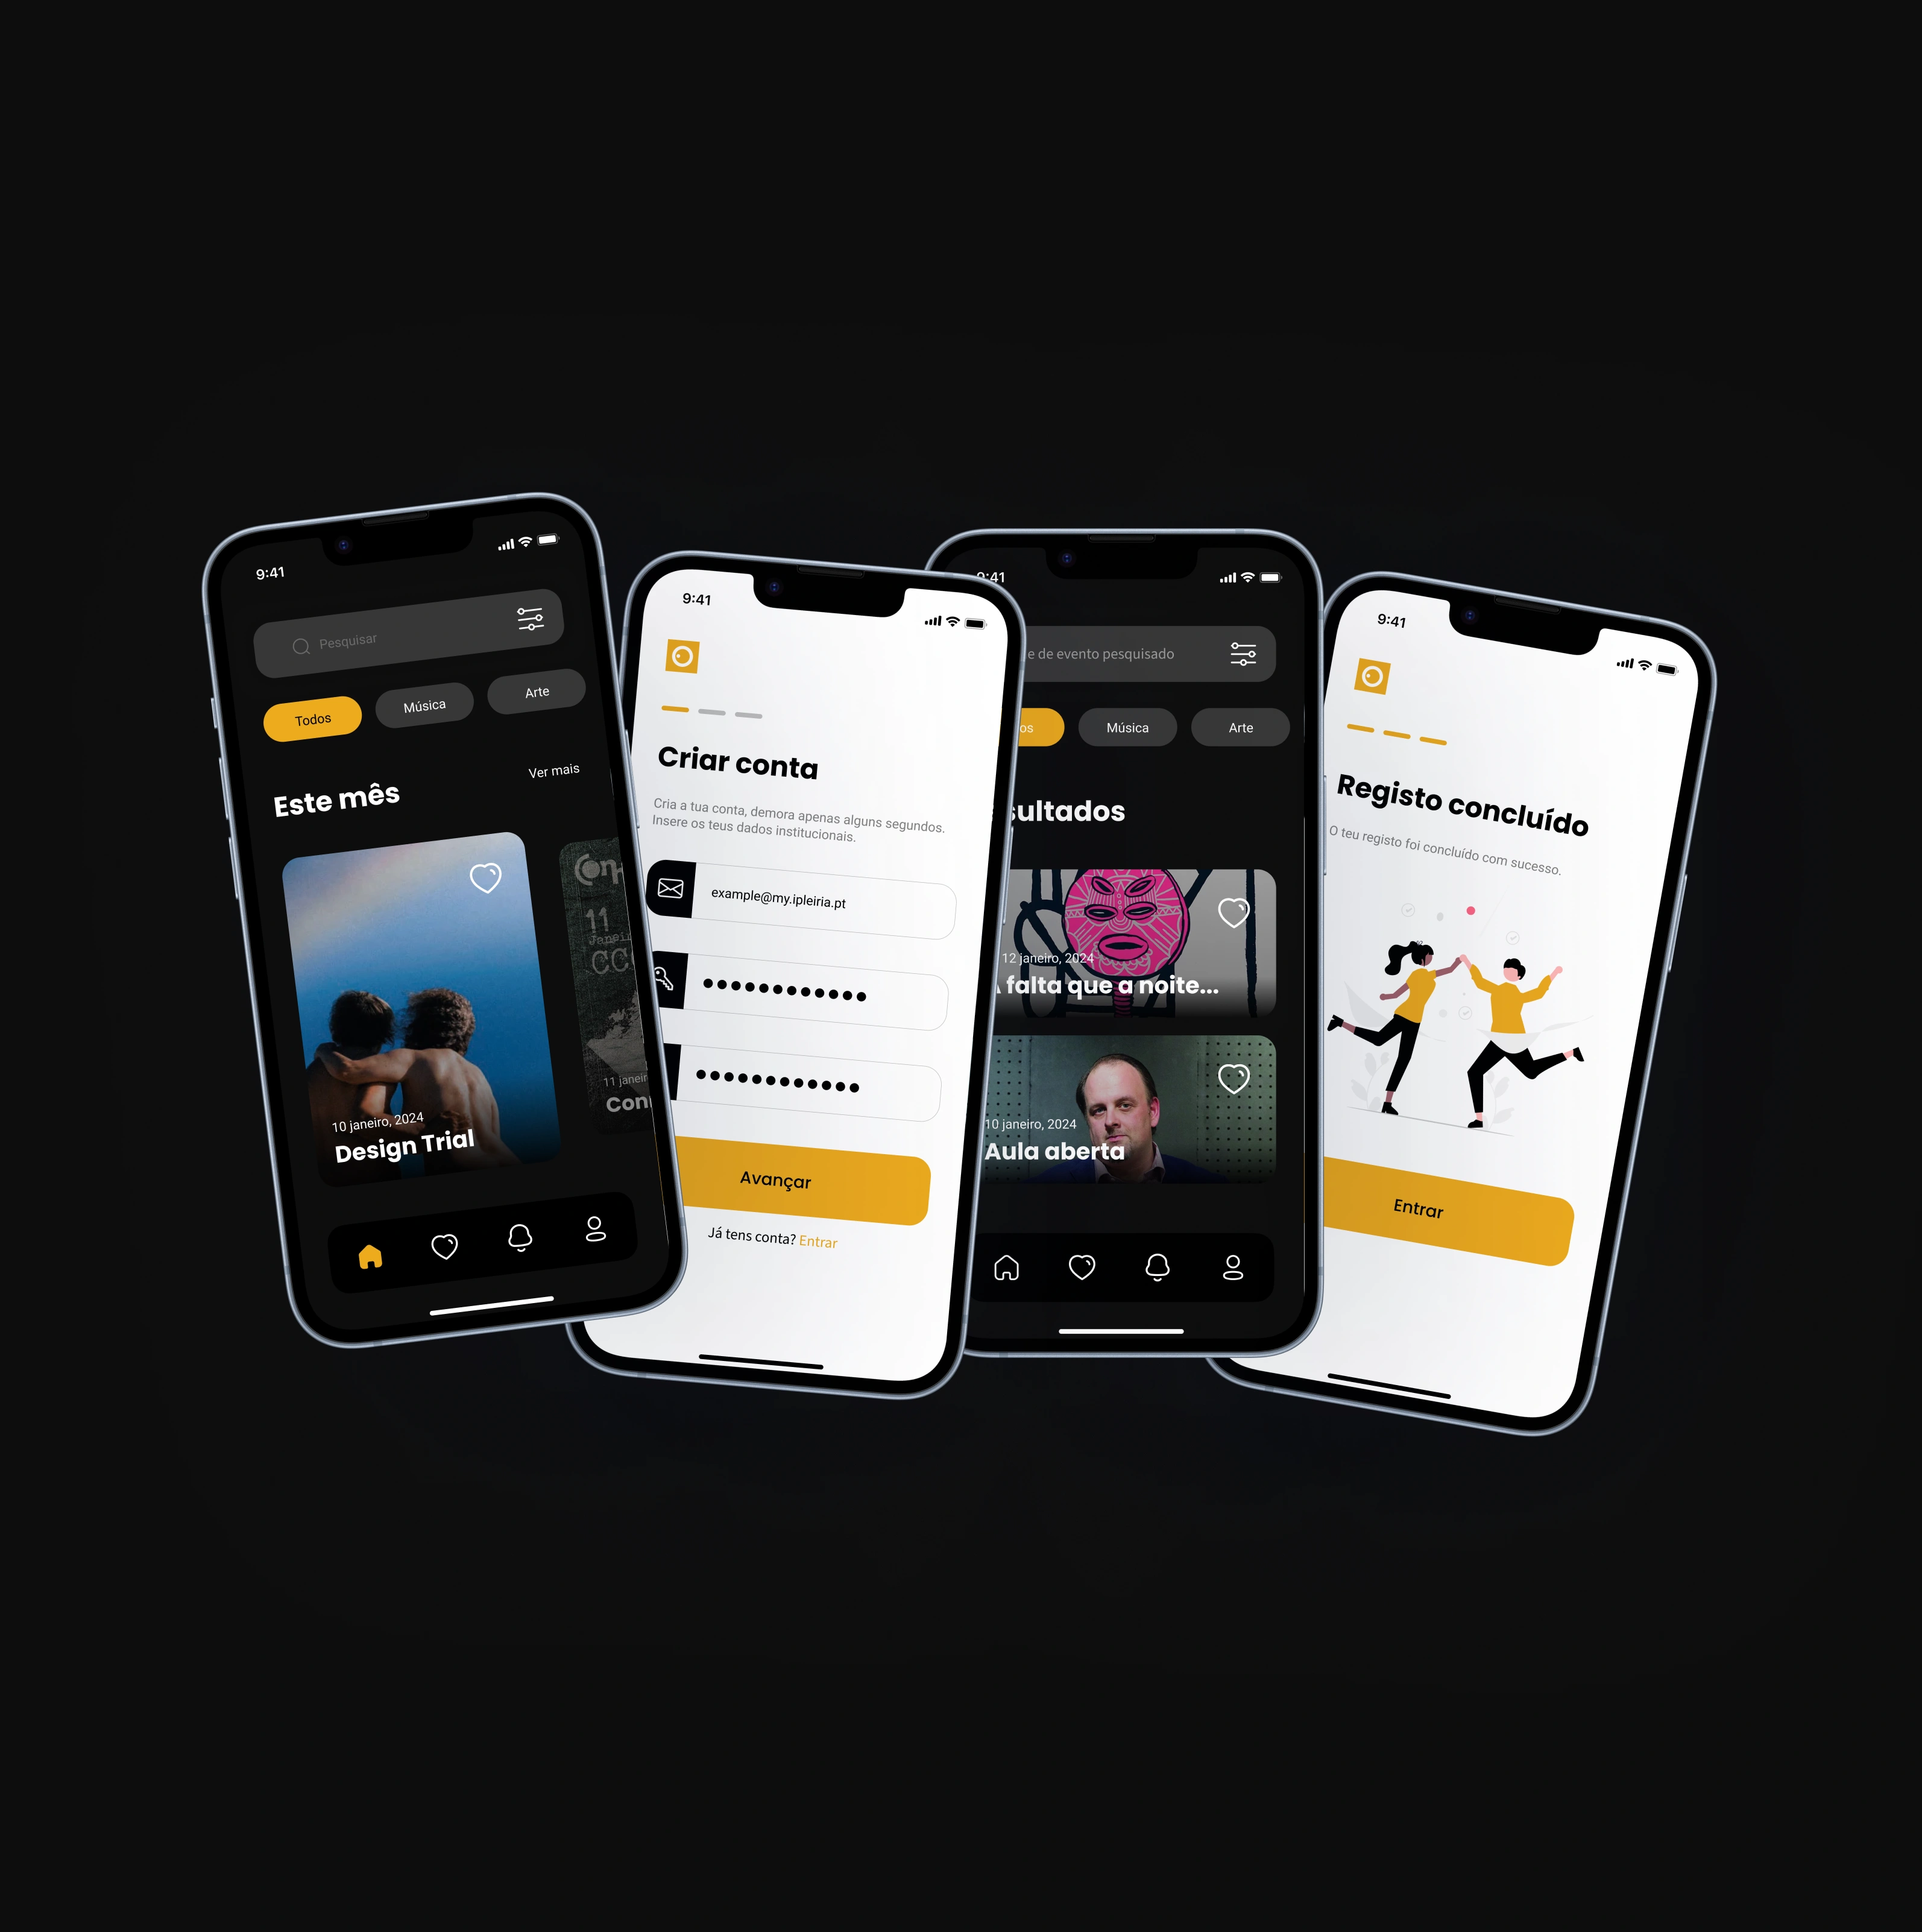 9:41
Pesquisar
Todos
Música
Arte
Este mês
Ver mais
10 janeiro, 2024
Design Trial
11
11 janeir
9:41
Criar conta
Cria a tua conta, demora apenas alguns segundos.
Insere os teus dados institucionais.
example@my.ipleiria.pt
Avançar
Já tens conta? Entrar
9:41
e de evento pesquisado
os
Música
Arte
sultados
12 janeiro, 2024
falta que a noite...
10 janeiro, 2024
Aula aberta
9:41
Registo concluído
O teu registo foi concluído com sucesso.
Entrar